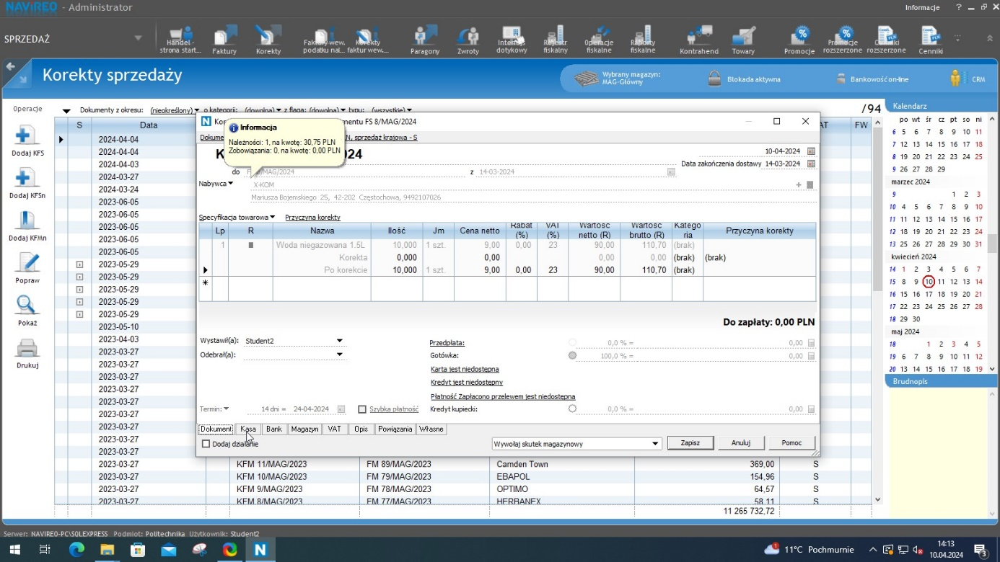 NAVIREO - Administrator
Informacje ?
SPRZEDAŻ
Handel - strona start...
Faktury
Korekty
Faktury wew. podatku nal...
Korekty faktur wew....
Paragony
Zwroty
Interfejs dotykowy
Rejestr fiskalny
Operacje fiskalne
Raporty fiskalne
Kontrahend
Towary
Promocje
Promocje rozszerzone
Cenniki rozszerzone
Cenniki
Korekty sprzedaży
Wybrany magazyn: MAG-Główny
Blokada aktywna
Bankowość on-line
CRM
Operacje
Dodaj KFS
Dodaj KFSn
Dodaj KFMn
Popraw
Pokaż
Drukuj
Dokumenty z okresu: (nieokreślony) o kategorii: (dowolna) z flagą: (dowolna) typu: (wszystkie)
/94
S Data FW
2024-04-04
2024-04-04
2024-04-03
2024-03-27
2024-03-24
2023-06-05
2023-06-05
2023-06-05
2023-06-05
2023-06-05
2023-05-29
2023-05-29
2023-05-29
2023-05-29
2023-05-29
2023-05-10
2023-04-03
2023-03-27
2023-03-27
2023-03-27
2023-03-27
2023-03-27
2023-03-27
2023-03-27
2023-03-27
2023-03-27
2023-03-27 KFM 11/MAG/2023 FM 89/MAG/2023 Camden Town 369,00 S
2023-03-27 KFM 10/MAG/2023 FM 79/MAG/2023 EBAPOL 154,96 S
2023-03-27 KFM 9/MAG/2023 FM 78/MAG/2023 OPTIMO 64,57 S
2023-03-27 KFM 8/MAG/2023 FM 77/MAG/2023 HERBANEX 58,11 S
11 265 732,72
FS 8/MAG/2024
Informacja
Należności: 1, na kwotę: 30,75 PLN
Zobowiązania: 0, na kwotę: 0,00 PLN
sprzedaż krajowa - S
10-04-2024
do z 14-03-2024
Data zakończenia dostawy 14-03-2024
Nabywca X-KOM
Mariusza Bojemskiego 25, 42-202 Częstochowa, 9492107026
Specyfikacja towarowa Przyczyna korekty
Lp R Nazwa Ilość Jm Cena netto Rabat (%) VAT (%) Wartość netto (R) Wartość brutto (R) Kategoria Przyczyna korekty
1 Woda niegazowana 1.5L 10,000 1 szt. 9,00 0,00 23 90,00 110,70 (brak)
Korekta 0,000 0,00 0,00 0,00 (brak) (brak)
Po korekcie 10,000 1 szt. 9,00 0,00 23 90,00 110,70 (brak)
Do zapłaty: 0,00 PLN
Wystawił(a): Student2
Odebrał(a):
Przedpłata: 0,0 % = 0,00
Gotówka: 100,0 % = 0,00
Karta jest niedostępna
Kredyt jest niedostępny
Płatność Zapłacono przelewem jest niedostępna
Termin: 14 dni = 24-04-2024 Szybka płatność Kredyt kupiecki: 0,0 % = 0,00
Dokument Kasa Bank Magazyn VAT Opis Powiązania Własne
Dodaj działanie Wywołaj skutek magazynowy Zapisz Anuluj Pomoc
Kalendarz
po wt śr cz pt so ni
6 5 6 7 8 9 10 11
7 12 13 14 15 16 17 18
8 19 20 21 22 23 24 25
9 26 27 28 29
marzec 2024
9 1 2 3
10 4 5 6 7 8 9 10
11 11 12 13 14 15 16 17
12 18 19 20 21 22 23 24
13 25 26 27 28 29 30 31
kwiecień 2024
14 1 2 3 4 5 6 7
15 8 9 10 11 12 13 14
16 15 16 17 18 19 20 21
17 22 23 24 25 26 27 28
18 29 30
maj 2024
18 1 2 3 4 5
19 6 7 8 9 10 11 12
20 13 14 15 16 17 18 19
Brudnopis
Serwer: NAVIREO-PC\SOLEXPRESS Podmiot: Politechnika Użytkownik: Student2
11°C Pochmurnie
14:13
10.04.2024
3